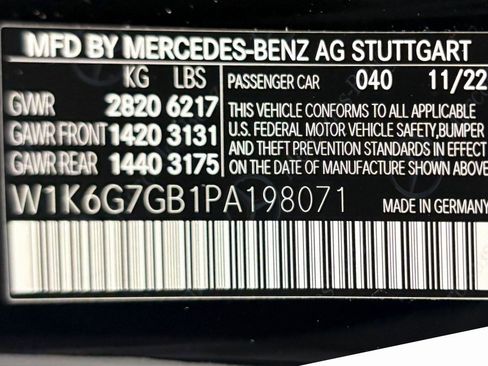 MFD BY MERCEDES-BENZ AG STUTTGART
KG LBS PASSENGER CAR 040 11/22
GVWR 2820 6217 THIS VEHICLE CONFORMS TO ALL APPLICABLE
GAWR FRONT 1420 3131 U.S. FEDERAL MOTOR VEHICLE SAFETY, BUMPER
AND THEFT PREVENTION STANDARDS IN EFFECT
GAWR REAR 1440 3175 ON THE DATE OF MANUFACTURE SHOWN ABOVE
W1K6G7GB1PA198071 MADE IN GERMANY